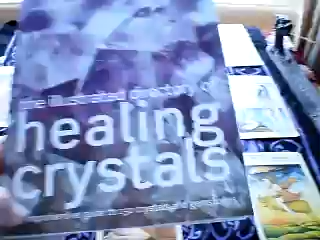 the illustrated directory of
healing
crystals